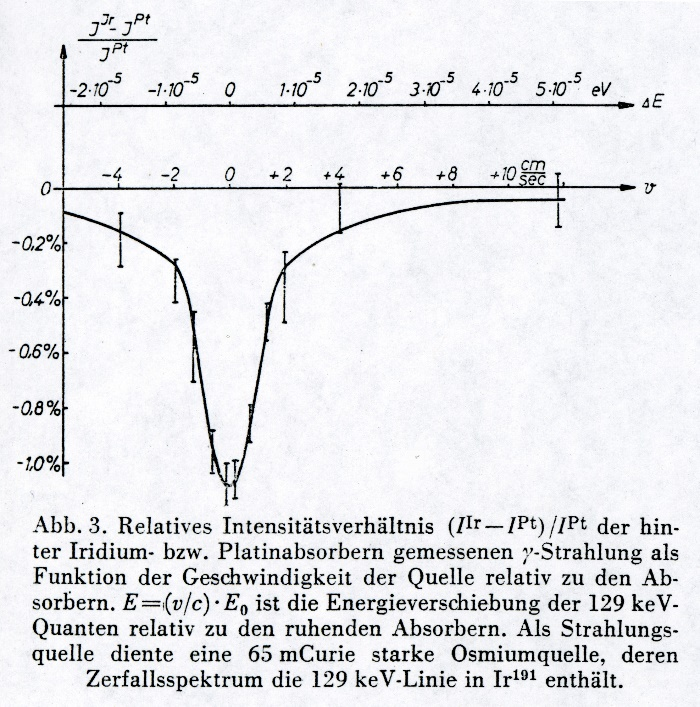 J^Jr - J^Pt
J^Pt
-2·10^-5 -1·10^-5 0 1·10^-5 2·10^-5 3·10^-5 4·10^-5 5·10^-5 eV
ΔE
-4 -2 0 +2 +4 +6 +8 +10 cm/sec
v
0
-0,2%
-0,4%
-0,6%
-0,8%
-1,0%
Abb. 3. Relatives Intensitätsverhältnis (I^Ir — I^Pt)/I^Pt der hin-
ter Iridium- bzw. Platinabsorbern gemessenen γ-Strahlung als
Funktion der Geschwindigkeit der Quelle relativ zu den Ab-
sorbern. E=(v/c)·E₀ ist die Energieverschiebung der 129 keV-
Quanten relativ zu den ruhenden Absorbern. Als Strahlungs-
quelle diente eine 65 mCurie starke Osmiumquelle, deren
Zerfallsspektrum die 129 keV-Linie in Ir¹⁹¹ enthält.